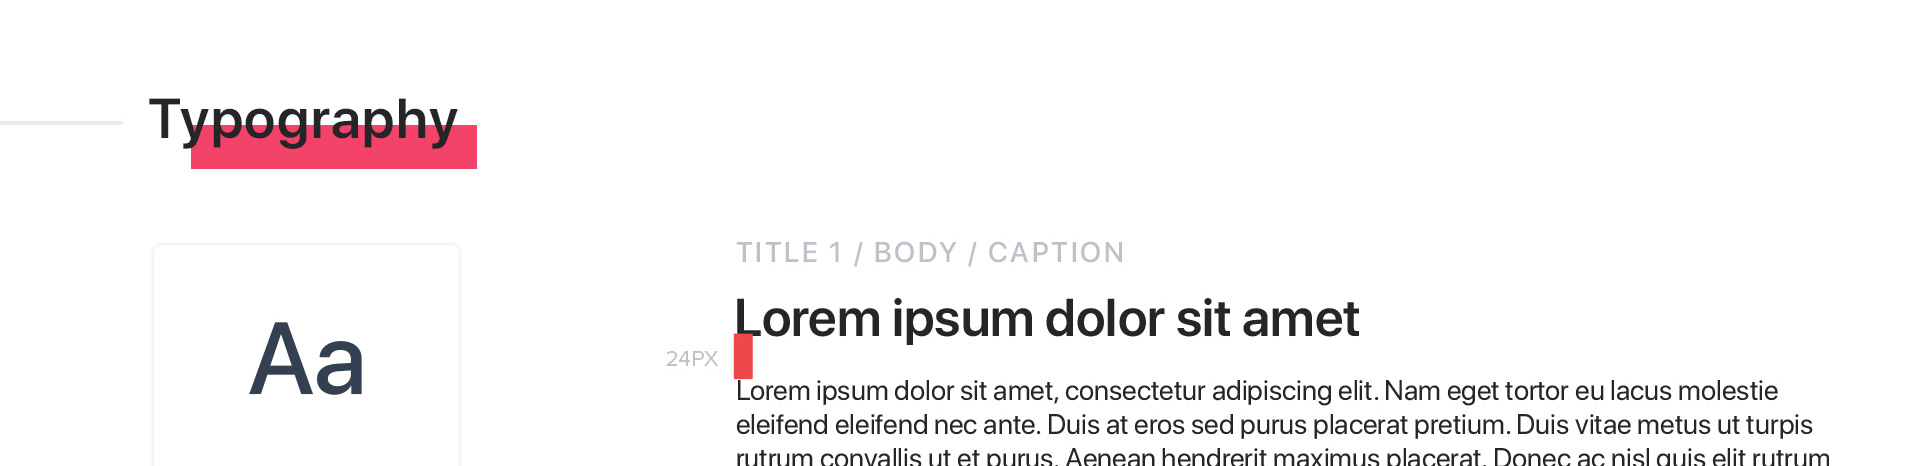 Typography
Aa
TITLE 1 / BODY / CAPTION
Lorem ipsum dolor sit amet
24PX
Lorem ipsum dolor sit amet, consectetur adipiscing elit. Nam eget tortor eu lacus molestie
eleifend eleifend nec ante. Duis at eros sed purus placerat pretium. Duis vitae metus ut turpis
rutrum convallis ut et purus. Aenean hendrerit maximus placerat. Donec ac nisl quis elit rutrum